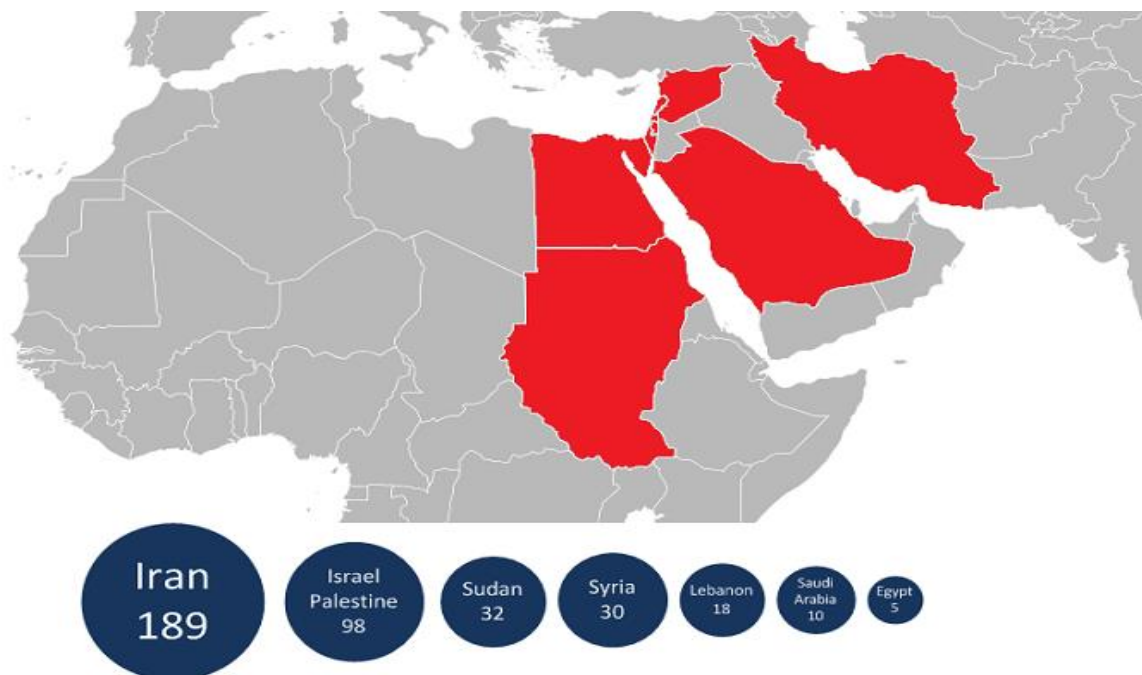 Iran
189
Israel
Palestine
98
Sudan
32
Syria
30
Lebanon
18
Saudi
Arabia
10
Egypt
5